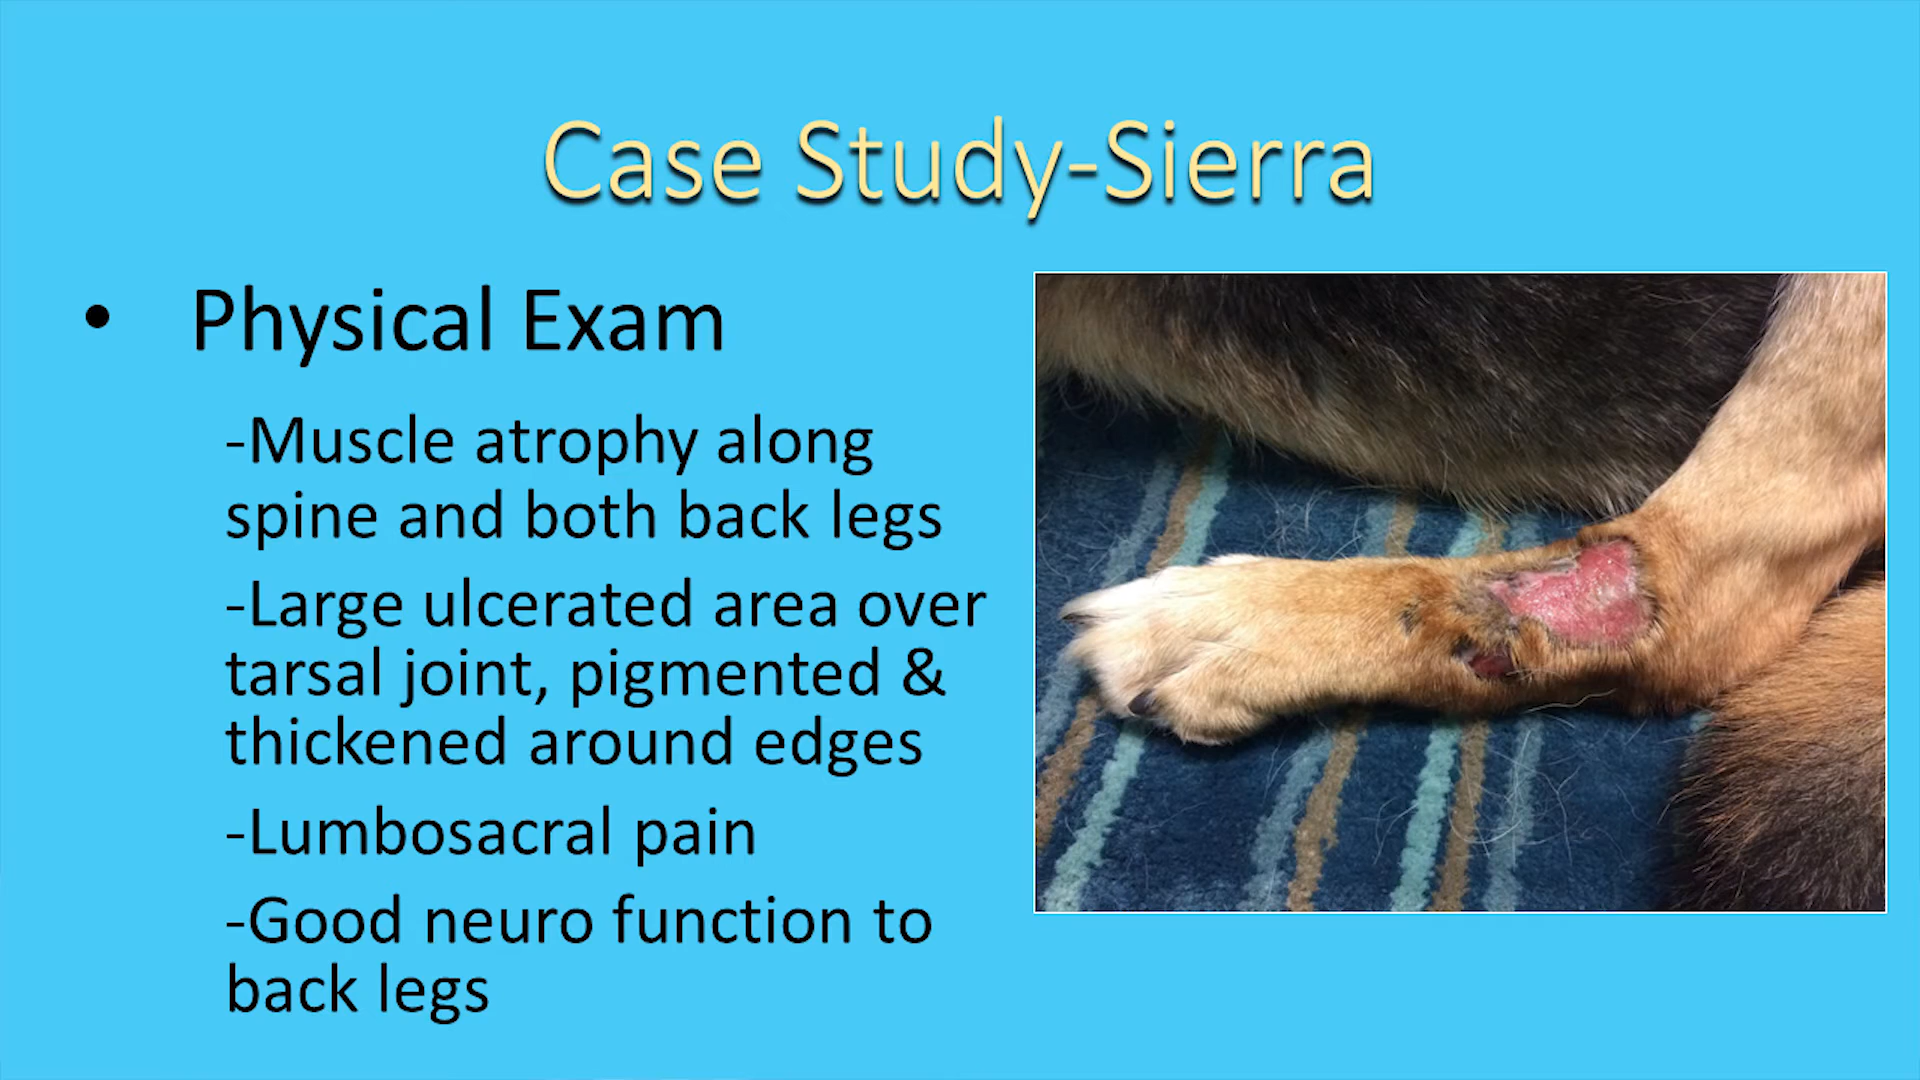 Case Study-Sierra
• Physical Exam
-Muscle atrophy along
spine and both back legs
-Large ulcerated area over
tarsal joint, pigmented &
thickened around edges
-Lumbosacral pain
-Good neuro function to
back legs